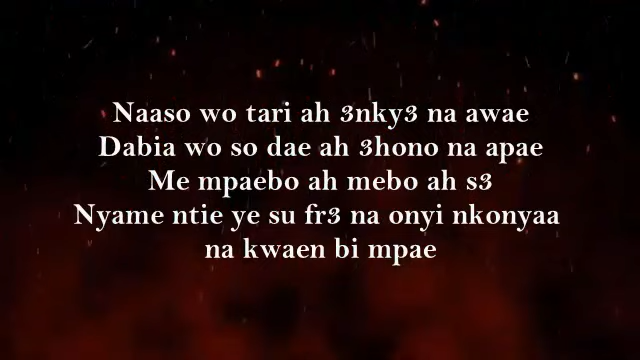 Naaso wo tari ah 3nky3 na awae
Dabia wo so dae ah 3hono na apae
Me mpaebo ah mebo ah s3
Nyame ntie ye su fr3 na onyi nkonyaa
na kwaen bi mpae